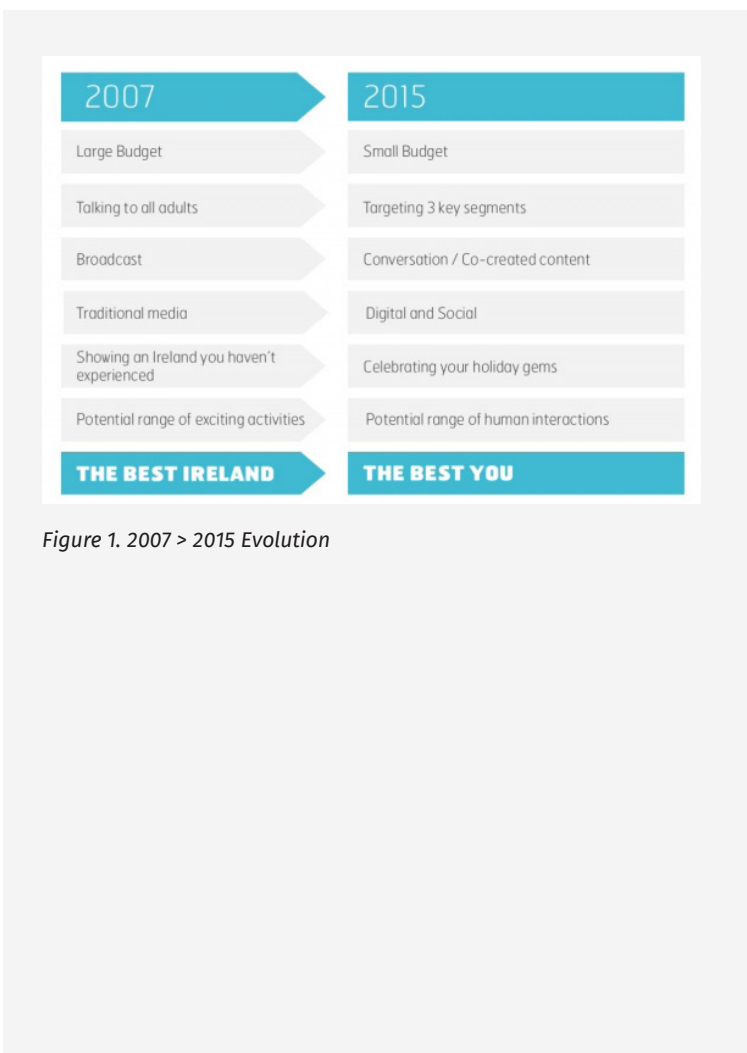 2007
2015
Large Budget
Small Budget
Talking to all adults
Targeting 3 key segments
Broadcast
Conversation / Co-created content
Traditional media
Digital and Social
Showing an Ireland you haven't
experienced
Celebrating your holiday gems
Potential range of exciting activities
Potential range of human interactions
THE BEST IRELAND
THE BEST YOU
Figure 1. 2007 > 2015 Evolution